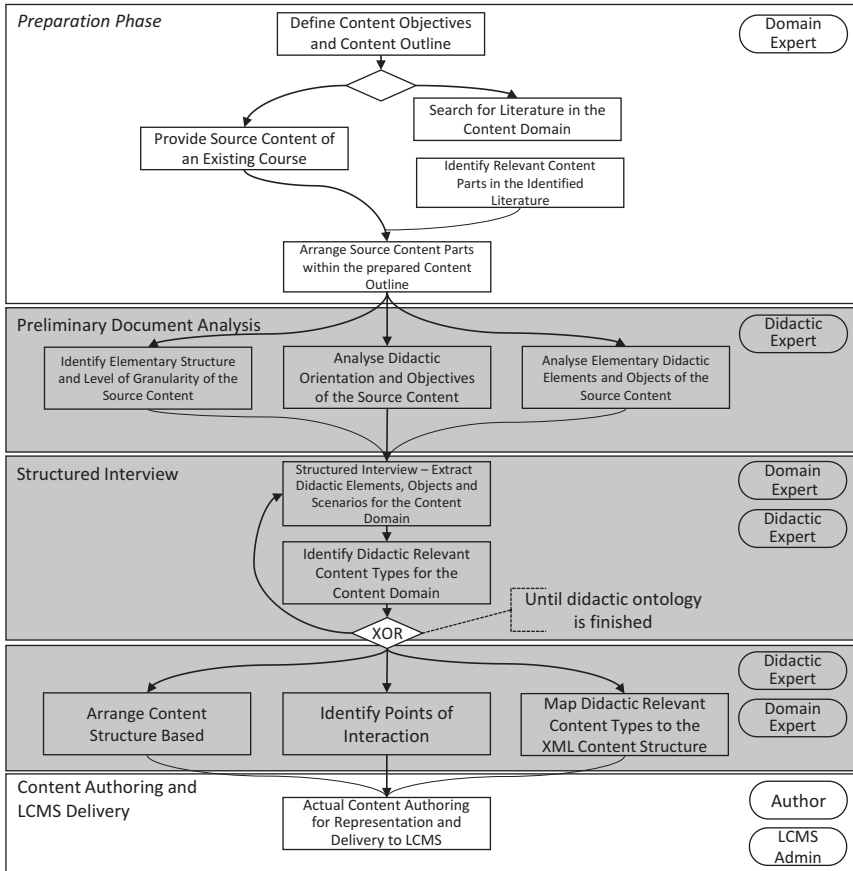 Preparation Phase
Define Content Objectives
and Content Outline
Domain
Expert
Search for Literature in the
Content Domain
Provide Source Content of
an Existing Course
Identify Relevant Content
Parts in the Identified
Literature
Arrange Source Content Parts
within the prepared Content
Outline
Preliminary Document Analysis
Didactic
Expert
Identify Elementary Structure
and Level of Granularity of the
Source Content
Analyse Didactic
Orientation and Objectives
of the Source Content
Analyse Elementary Didactic
Elements and Objects of the
Source Content
Structured Interview
Structured Interview – Extract
Didactic Elements, Objects and
Scenarios for the Content
Domain
Domain
Expert
Didactic
Expert
Identify Didactic Relevant
Content Types for the
Content Domain
Until didactic ontology
is finished
XOR
Didactic
Expert
Domain
Expert
Arrange Content
Structure Based
Identify Points of
Interaction
Map Didactic Relevant
Content Types to the
XML Content Structure
Content Authoring and
LCMS Delivery
Actual Content Authoring
for Representation and
Delivery to LCMS
Author
LCMS
Admin